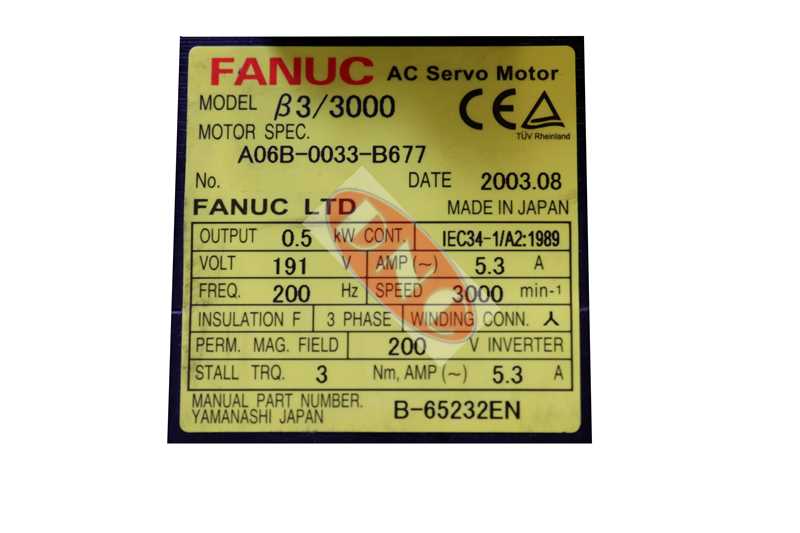 FANUC AC Servo Motor
MODEL β3/3000
MOTOR SPEC.
A06B-0033-B677
TÜV Rheinland
No. DATE 2003.08
FANUC LTD MADE IN JAPAN
OUTPUT 0.5 kW CONT. IEC34-1/A2:1989
VOLT 191 V AMP (~) 5.3 A
FREQ. 200 Hz SPEED 3000 min-1
INSULATION F 3 PHASE WINDING CONN. 人
PERM. MAG. FIELD 200 V INVERTER
STALL TRQ. 3 Nm, AMP (~) 5.3 A
MANUAL PART NUMBER.
YAMANASHI JAPAN B-65232EN
DNC